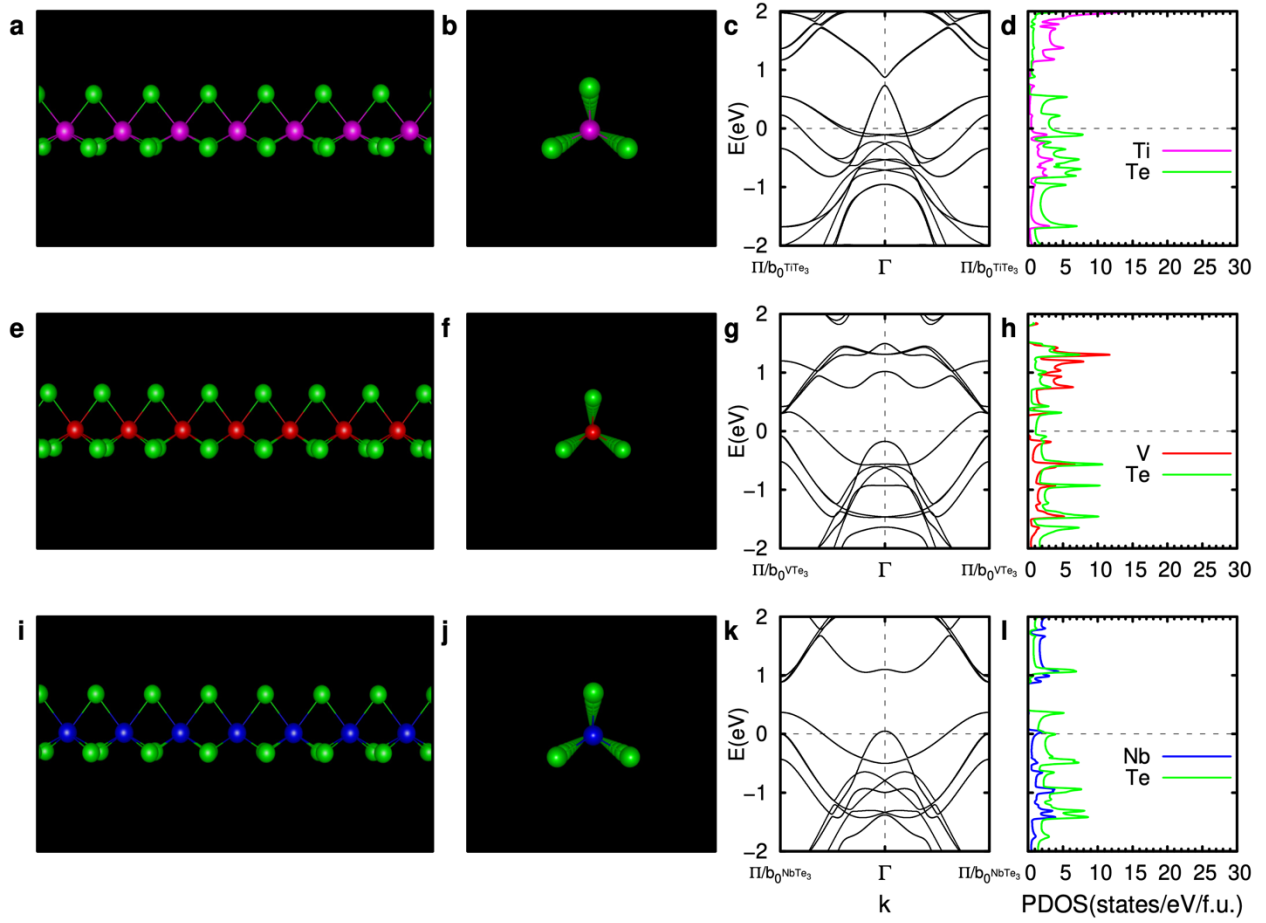 a b c d
2
1
0
−1
−2
E(eV)
Π/b₀TiTe₃ Γ Π/b₀TiTe₃
Ti
Te
0 5 10 15 20 25 30
e f g h
2
1
0
−1
−2
E(eV)
Π/b₀VTe₃ Γ Π/b₀VTe₃
V
Te
0 5 10 15 20 25 30
i j k l
2
1
0
−1
−2
E(eV)
Π/b₀NbTe₃ Γ Π/b₀NbTe₃
Nb
Te
0 5 10 15 20 25 30
k PDOS(states/eV/f.u.)